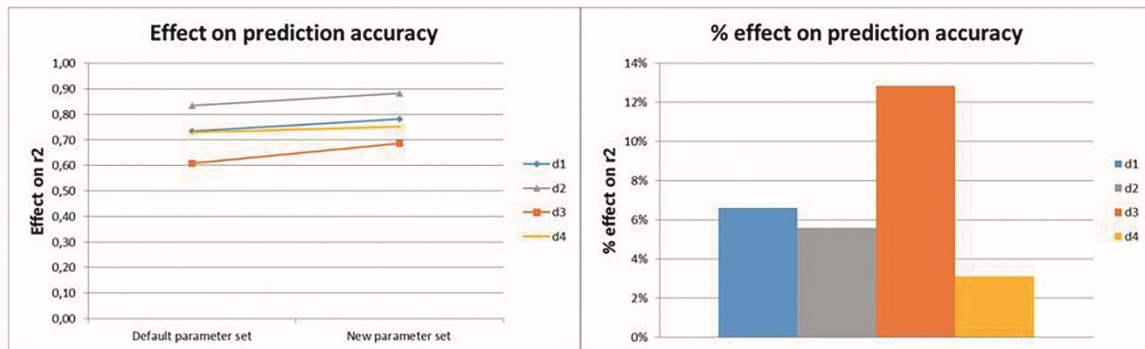 Effect on prediction accuracy
1,00
0,90
0,80
0,70
0,60
0,50
0,40
0,30
0,20
0,10
0,00
Effect on r2
Default parameter set
New parameter set
d1
d2
d3
d4
% effect on prediction accuracy
14%
12%
10%
8%
6%
4%
2%
0%
% effect on r2
d1
d2
d3
d4